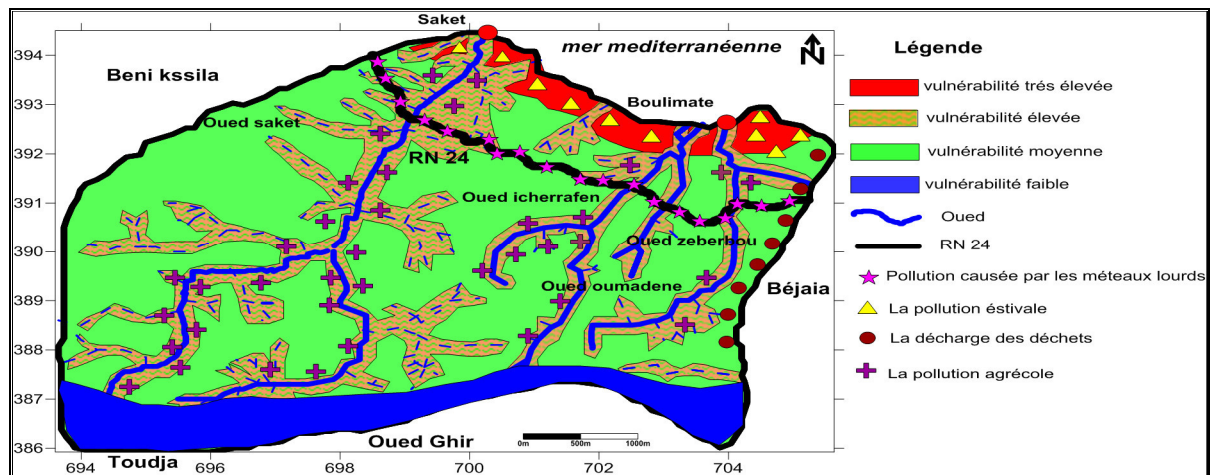 Saket
mer mediterranéenne
N
Beni kssila
Boulimate
Oued saket
RN 24
Oued icherrafen
Oued zeberbou
Oued oumadene
Béjaia
Oued Ghir
Toudja
0m 500m 1000m
394
393
392
391
390
389
388
387
386
694 696 698 700 702 704
Légende
vulnérabilité trés élevée
vulnérabilité élevée
vulnérabilité moyenne
vulnérabilité faible
Oued
RN 24
Pollution causée par les méteaux lourds
La pollution éstivale
La décharge des déchets
La pollution agrécole